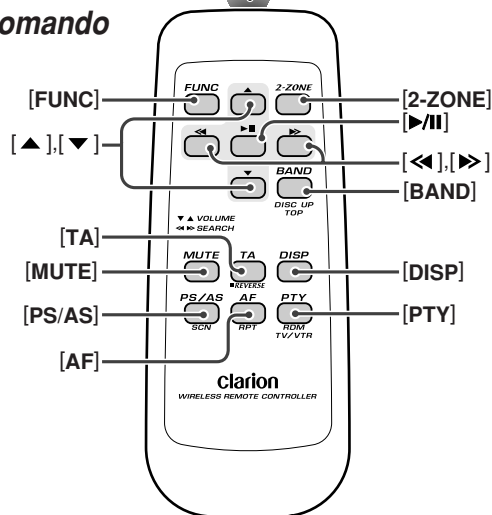 omando
[FUNC]
FUNC
2-ZONE
[2-ZONE]
[▶/II]
[▲],[▼]
▲
◀◀
▶II
▶▶
[◀◀],[▶▶]
▼
BAND
[BAND]
DISC UP
TOP
▼ ▲ VOLUME
◀◀ ▶▶ SEARCH
[TA]
[MUTE]
MUTE
TA
DISP
[DISP]
■REVERSE
[PS/AS]
PS/AS
AF
PTY
[PTY]
SCN
RPT
RDM
TV/VTR
[AF]
clarion
WIRELESS REMOTE CONTROLLER